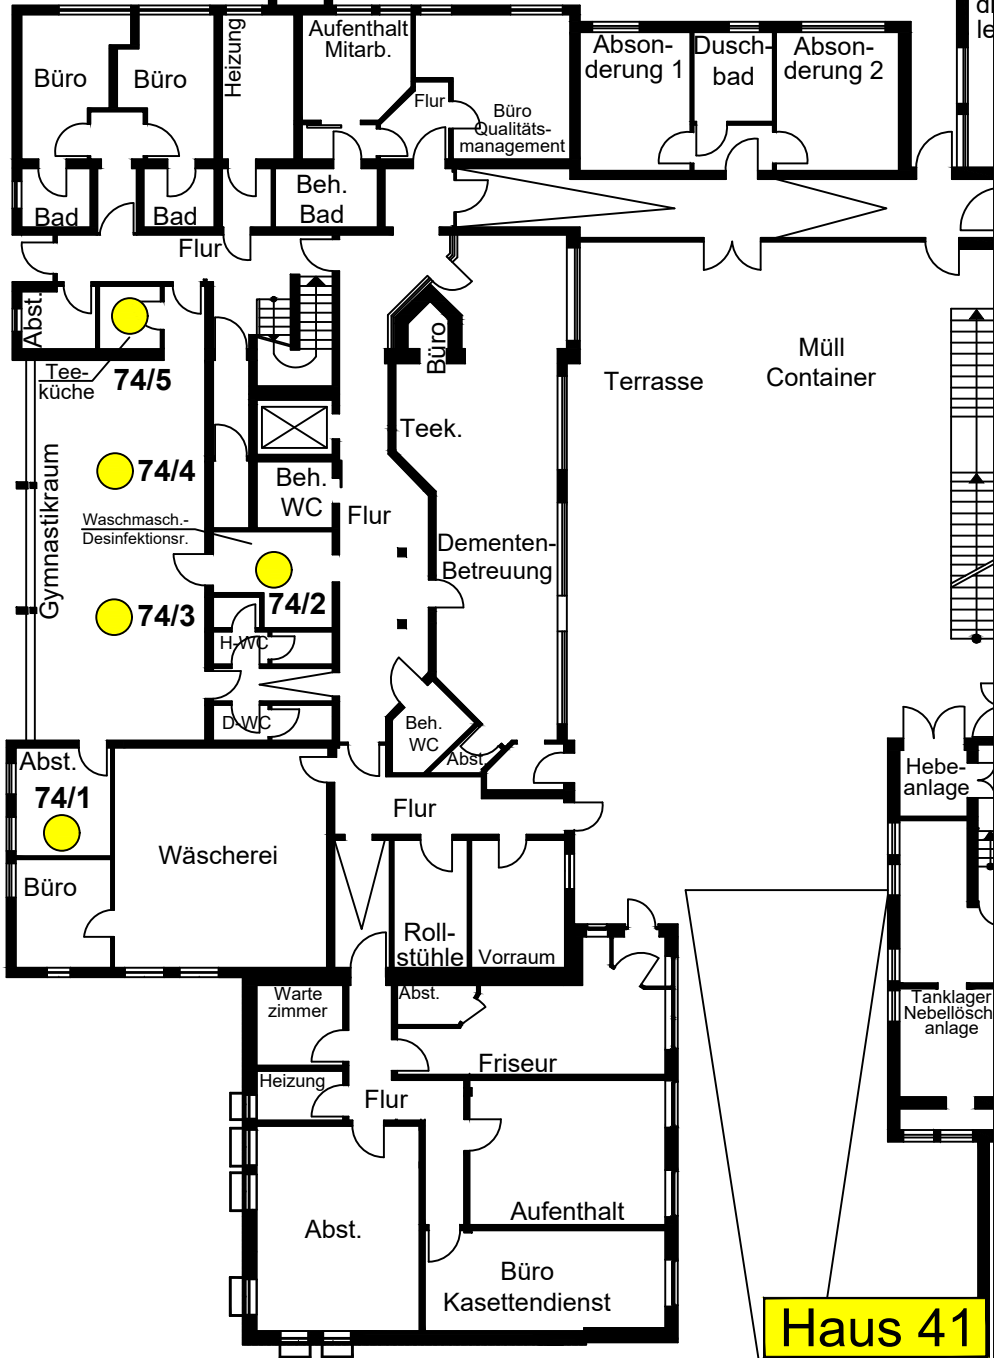 Büro
Büro
Heizung
Aufenthalt
Mitarb.
Flur
Büro
Qualitäts-
management
Abson-
derung 1
Dusch-
bad
Abson-
derung 2
Bad
Bad
Beh.
Bad
Flur
Abst.
Tee-
küche
74/5
Büro
Teek.
Terrasse
Müll
Container
Gymnastikraum
74/4
Beh.
WC
Flur
Waschmasch.-
Desinfektionsr.
Dementen-
Betreuung
74/3
74/2
H-WC
D-WC
Beh.
WC
Abst.
Abst.
74/1
Flur
Wäscherei
Büro
Roll-
stühle
Vorraum
Hebe-
anlage
Warte
zimmer
Abst.
Tanklager
Nebellösch
anlage
Friseur
Heizung
Flur
Abst.
Aufenthalt
Büro
Kasettendienst
Haus 41